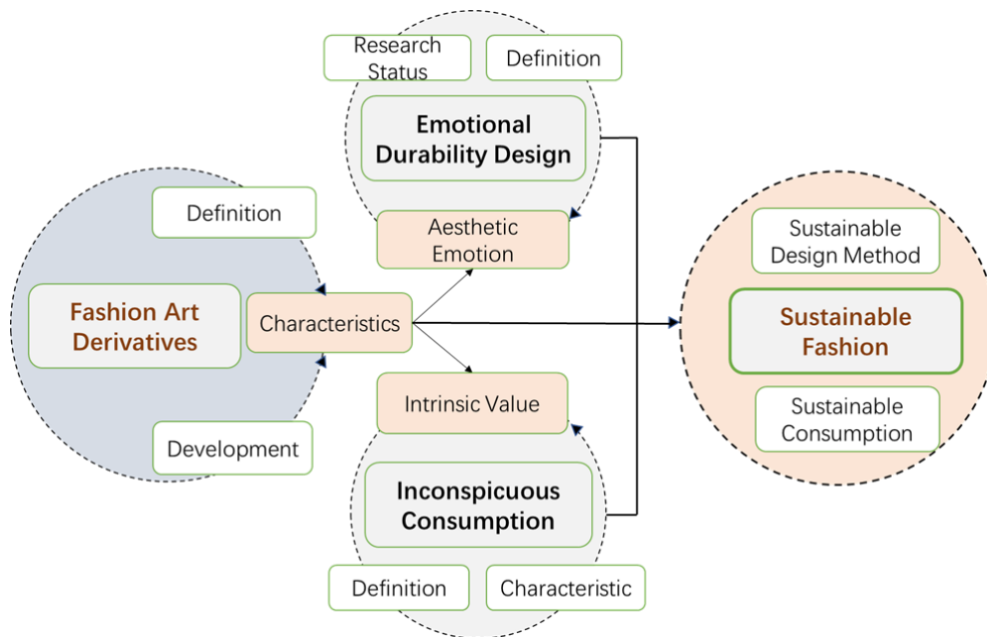 Research
Status
Definition
Emotional
Durability Design
Aesthetic
Emotion
Definition
Fashion Art
Derivatives
Characteristics
Development
Intrinsic Value
Inconspicuous
Consumption
Definition
Characteristic
Sustainable
Design Method
Sustainable
Fashion
Sustainable
Consumption